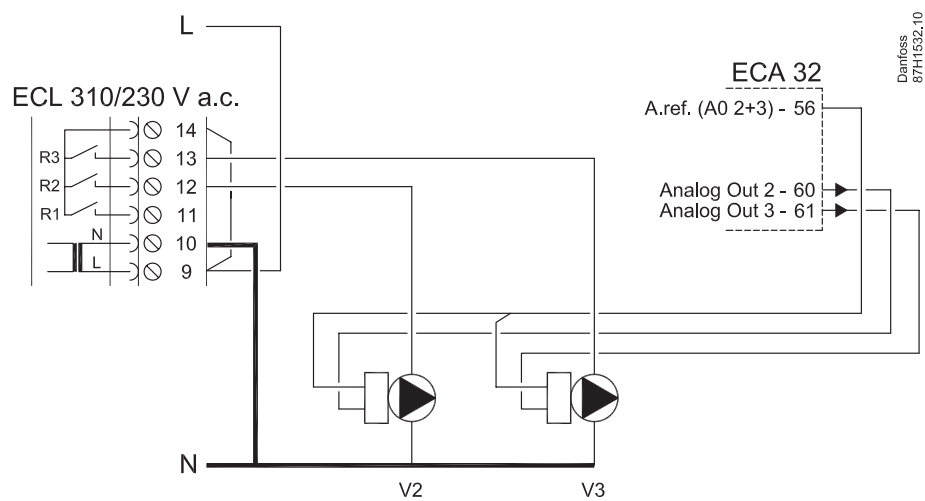 L
ECL 310/230 V a.c.
14
R3 13
R2 12
R1 11
N 10
L 9
ECA 32
A.ref. (A0 2+3) - 56
Analog Out 2 - 60
Analog Out 3 - 61
Danfoss
87H1532.10
N
V2 V3